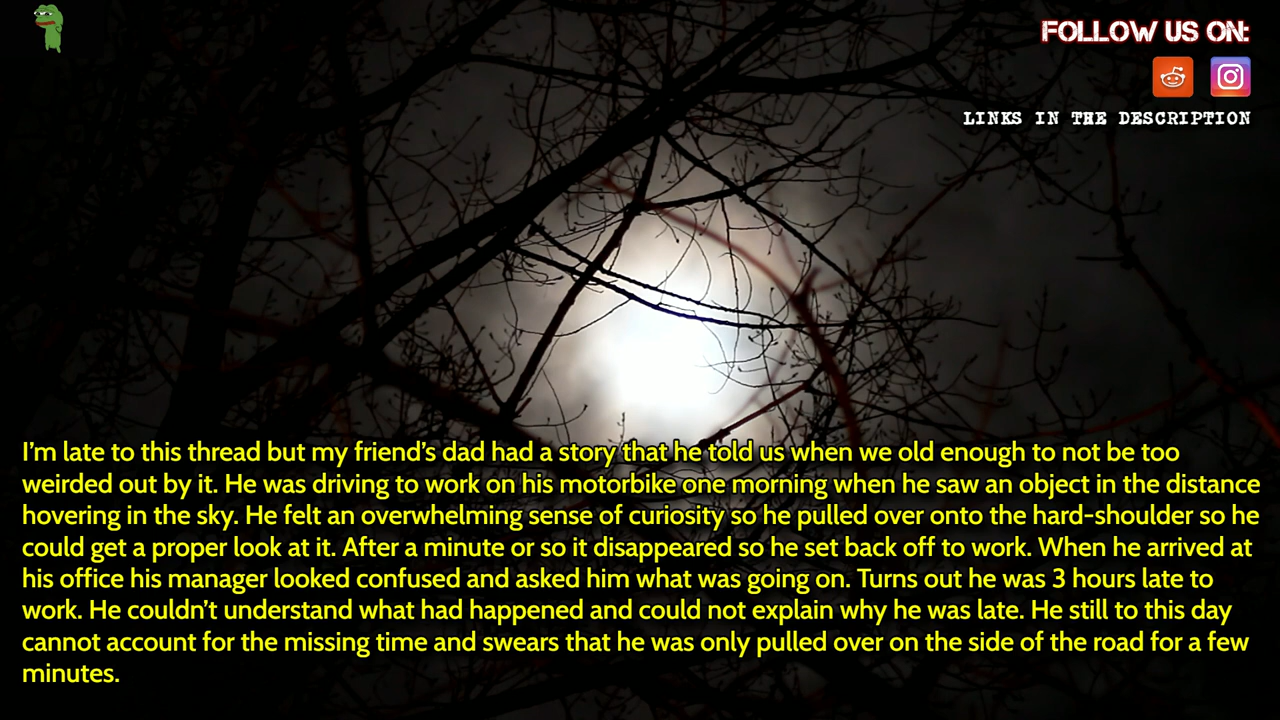 FOLLOW US ON:
LINKS IN THE DESCRIPTION
I'm late to this thread but my friend's dad had a story that he told us when we old enough to not be too
weirded out by it. He was driving to work on his motorbike one morning when he saw an object in the distance
hovering in the sky. He felt an overwhelming sense of curiosity so he pulled over onto the hard-shoulder so he
could get a proper look at it. After a minute or so it disappeared so he set back off to work. When he arrived at
his office his manager looked confused and asked him what was going on. Turns out he was 3 hours late to
work. He couldn't understand what had happened and could not explain why he was late. He still to this day
cannot account for the missing time and swears that he was only pulled over on the side of the road for a few
minutes.